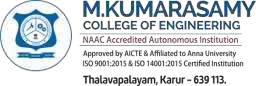 M.KUMARASAMY
COLLEGE OF ENGINEERING
NAAC Accredited Autonomous Institution
Approved by AICTE & Affiliated to Anna University
ISO 9001:2015 & ISO 14001:2015 Certified Institution
Thalavapalayam, Karur – 639 113.